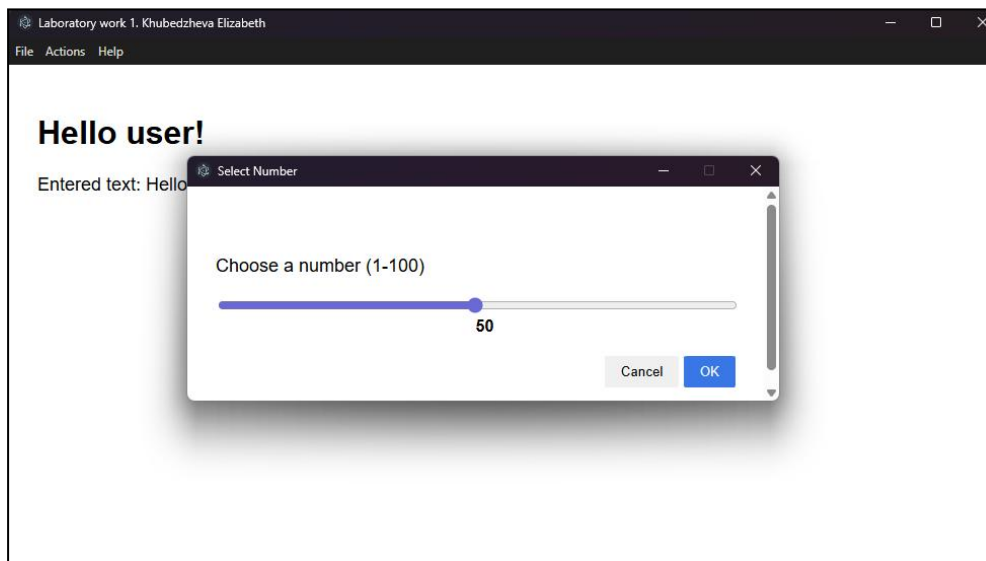 Laboratory work 1. Khubedzheva Elizabeth
File Actions Help
Hello user!
Entered text: Hello
Select Number
Choose a number (1-100)
50
Cancel OK